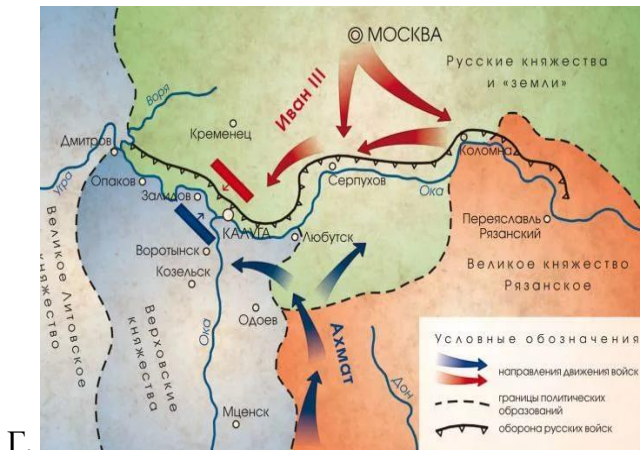 МОСКВА
Русские княжества
и «земли»
Иван III
Воря
Кременец
Дмитров
Коломна
Опаков
Угра
Залидов
Серпухов
Ока
КАЛУГА
Любутск
Переяславль
Рязанский
Воротынск
Козельск
Великое княжество
Рязанское
Великое Литовское
княжество
Верховские
княжества
Ока
Одоев
Ахмат
Дон
Мценск
Условные обозначения
направления движения войск
границы политических
образований
оборона русских войск
Г.